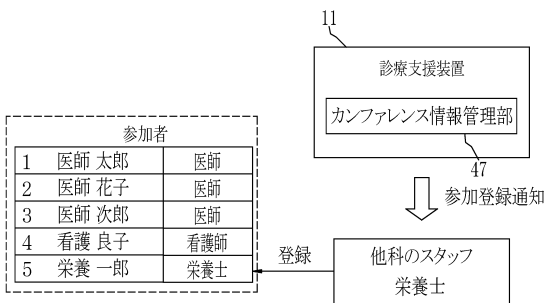 11
診療支援装置
カンファレンス情報管理部
47
参加登録通知
参加者
1 医師 太郎 医師
2 医師 花子 医師
3 医師 次郎 医師
4 看護 良子 看護師
5 栄養 一郎 栄養士
登録
他科のスタッフ
栄養士